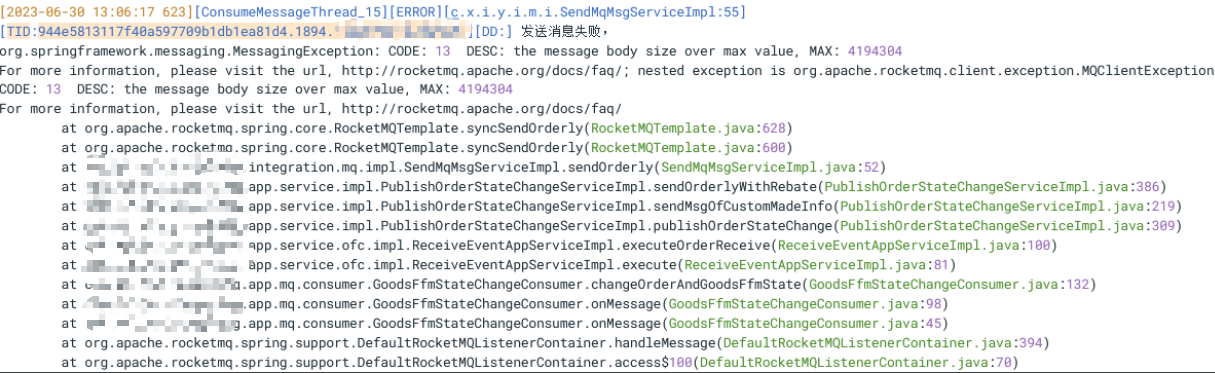 [2023-06-30 13:06:17 623][ConsumeMessageThread_15][ERROR][c.x.i.y.i.m.i.SendMqMsgServiceImpl:55]
[TID:944e5813117f40a597709b1db1ea81d4.1894. [DD:] 发送消息失败，
org.springframework.messaging.MessagingException: CODE: 13  DESC: the message body size over max value, MAX: 4194304
For more information, please visit the url, http://rocketmq.apache.org/docs/faq/; nested exception is org.apache.rocketmq.client.exception.MQClientException
CODE: 13  DESC: the message body size over max value, MAX: 4194304
For more information, please visit the url, http://rocketmq.apache.org/docs/faq/
at org.apache.rocketmq.spring.core.RocketMQTemplate.syncSendOrderly(RocketMQTemplate.java:628)
at org.apache.rocketmq.spring.core.RocketMQTemplate.syncSendOrderly(RocketMQTemplate.java:600)
at .integration.mq.impl.SendMqMsgServiceImpl.sendOrderly(SendMqMsgServiceImpl.java:52)
at .app.service.impl.PublishOrderStateChangeServiceImpl.sendOrderlyWithRebate(PublishOrderStateChangeServiceImpl.java:386)
at .app.service.impl.PublishOrderStateChangeServiceImpl.sendMsgOfCustomMadeInfo(PublishOrderStateChangeServiceImpl.java:219)
at .app.service.impl.PublishOrderStateChangeServiceImpl.publishOrderStateChange(PublishOrderStateChangeServiceImpl.java:309)
at .app.service.ofc.impl.ReceiveEventAppServiceImpl.executeOrderReceive(ReceiveEventAppServiceImpl.java:100)
at app.service.ofc.impl.ReceiveEventAppServiceImpl.execute(ReceiveEventAppServiceImpl.java:81)
at g.app.mq.consumer.GoodsFfmStateChangeConsumer.changeOrderAndGoodsFfmState(GoodsFfmStateChangeConsumer.java:132)
at .app.mq.consumer.GoodsFfmStateChangeConsumer.onMessage(GoodsFfmStateChangeConsumer.java:98)
at g.app.mq.consumer.GoodsFfmStateChangeConsumer.onMessage(GoodsFfmStateChangeConsumer.java:45)
at org.apache.rocketmq.spring.support.DefaultRocketMQListenerContainer.handleMessage(DefaultRocketMQListenerContainer.java:394)
at org.apache.rocketmq.spring.support.DefaultRocketMQListenerContainer.access$100(DefaultRocketMQListenerContainer.java:70)